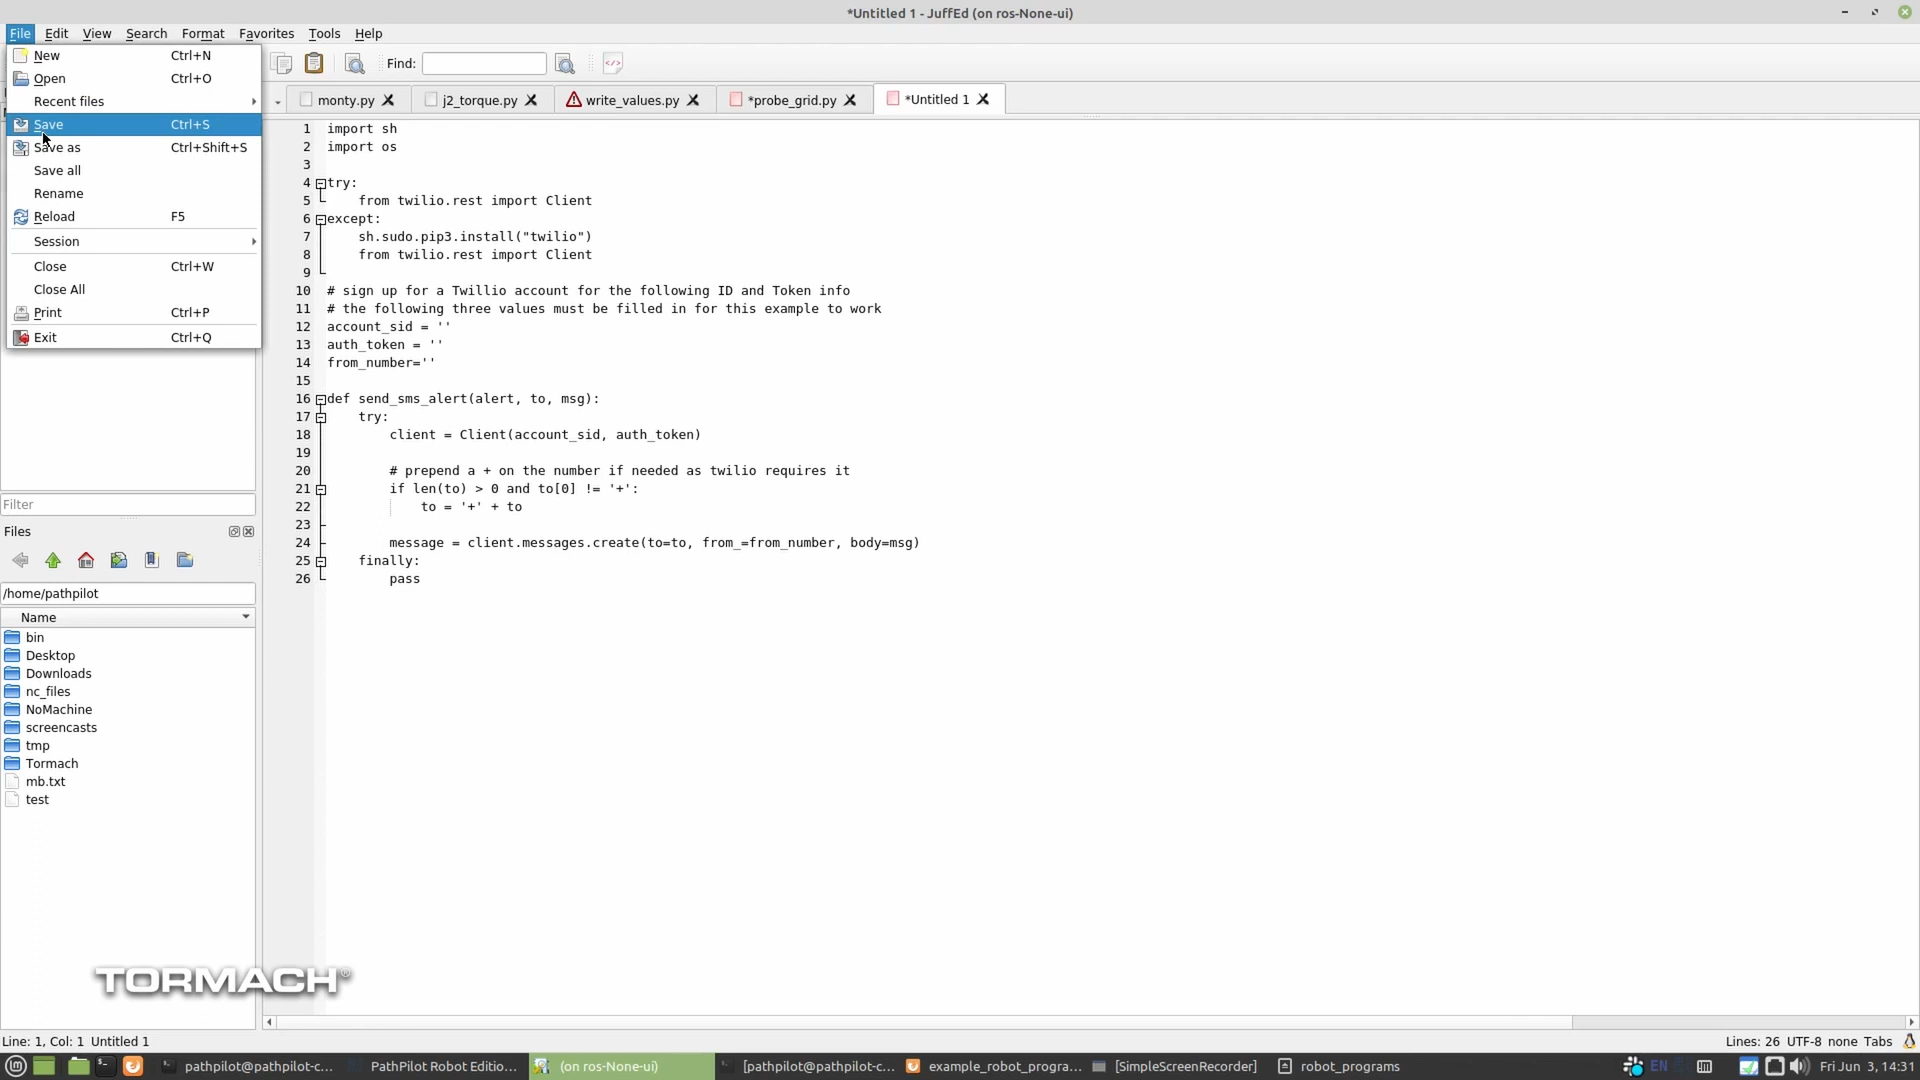 *Untitled 1 - JuffEd (on ros-None-ui)
File Edit View Search Format Favorites Tools Help
New Ctrl+N
Open Ctrl+O
Recent files
Save Ctrl+S
Save as Ctrl+Shift+S
Save all
Rename
Reload F5
Session
Close Ctrl+W
Close All
Print Ctrl+P
Exit Ctrl+Q
Find:
monty.py
j2_torque.py
write_values.py
*probe_grid.py
*Untitled 1
1 import sh
2 import os
3
4 try:
5     from twilio.rest import Client
6 except:
7     sh.sudo.pip3.install("twilio")
8     from twilio.rest import Client
9
10 # sign up for a Twillio account for the following ID and Token info
11 # the following three values must be filled in for this example to work
12 account_sid = ''
13 auth_token = ''
14 from_number=''
15
16 def send_sms_alert(alert, to, msg):
17     try:
18         client = Client(account_sid, auth_token)
19
20         # prepend a + on the number if needed as twilio requires it
21         if len(to) > 0 and to[0] != '+':
22             to = '+' + to
23
24         message = client.messages.create(to=to, from_=from_number, body=msg)
25     finally:
26         pass
Filter
Files
/home/pathpilot
Name
bin
Desktop
Downloads
nc_files
NoMachine
screencasts
tmp
Tormach
mb.txt
test
TORMACH®
Line: 1, Col: 1 Untitled 1
Lines: 26 UTF-8 none Tabs
pathpilot@pathpilot-c...
PathPilot Robot Editio...
(on ros-None-ui)
[pathpilot@pathpilot-c...
example_robot_progra...
[SimpleScreenRecorder]
robot_programs
EN
Fri Jun 3, 14:31